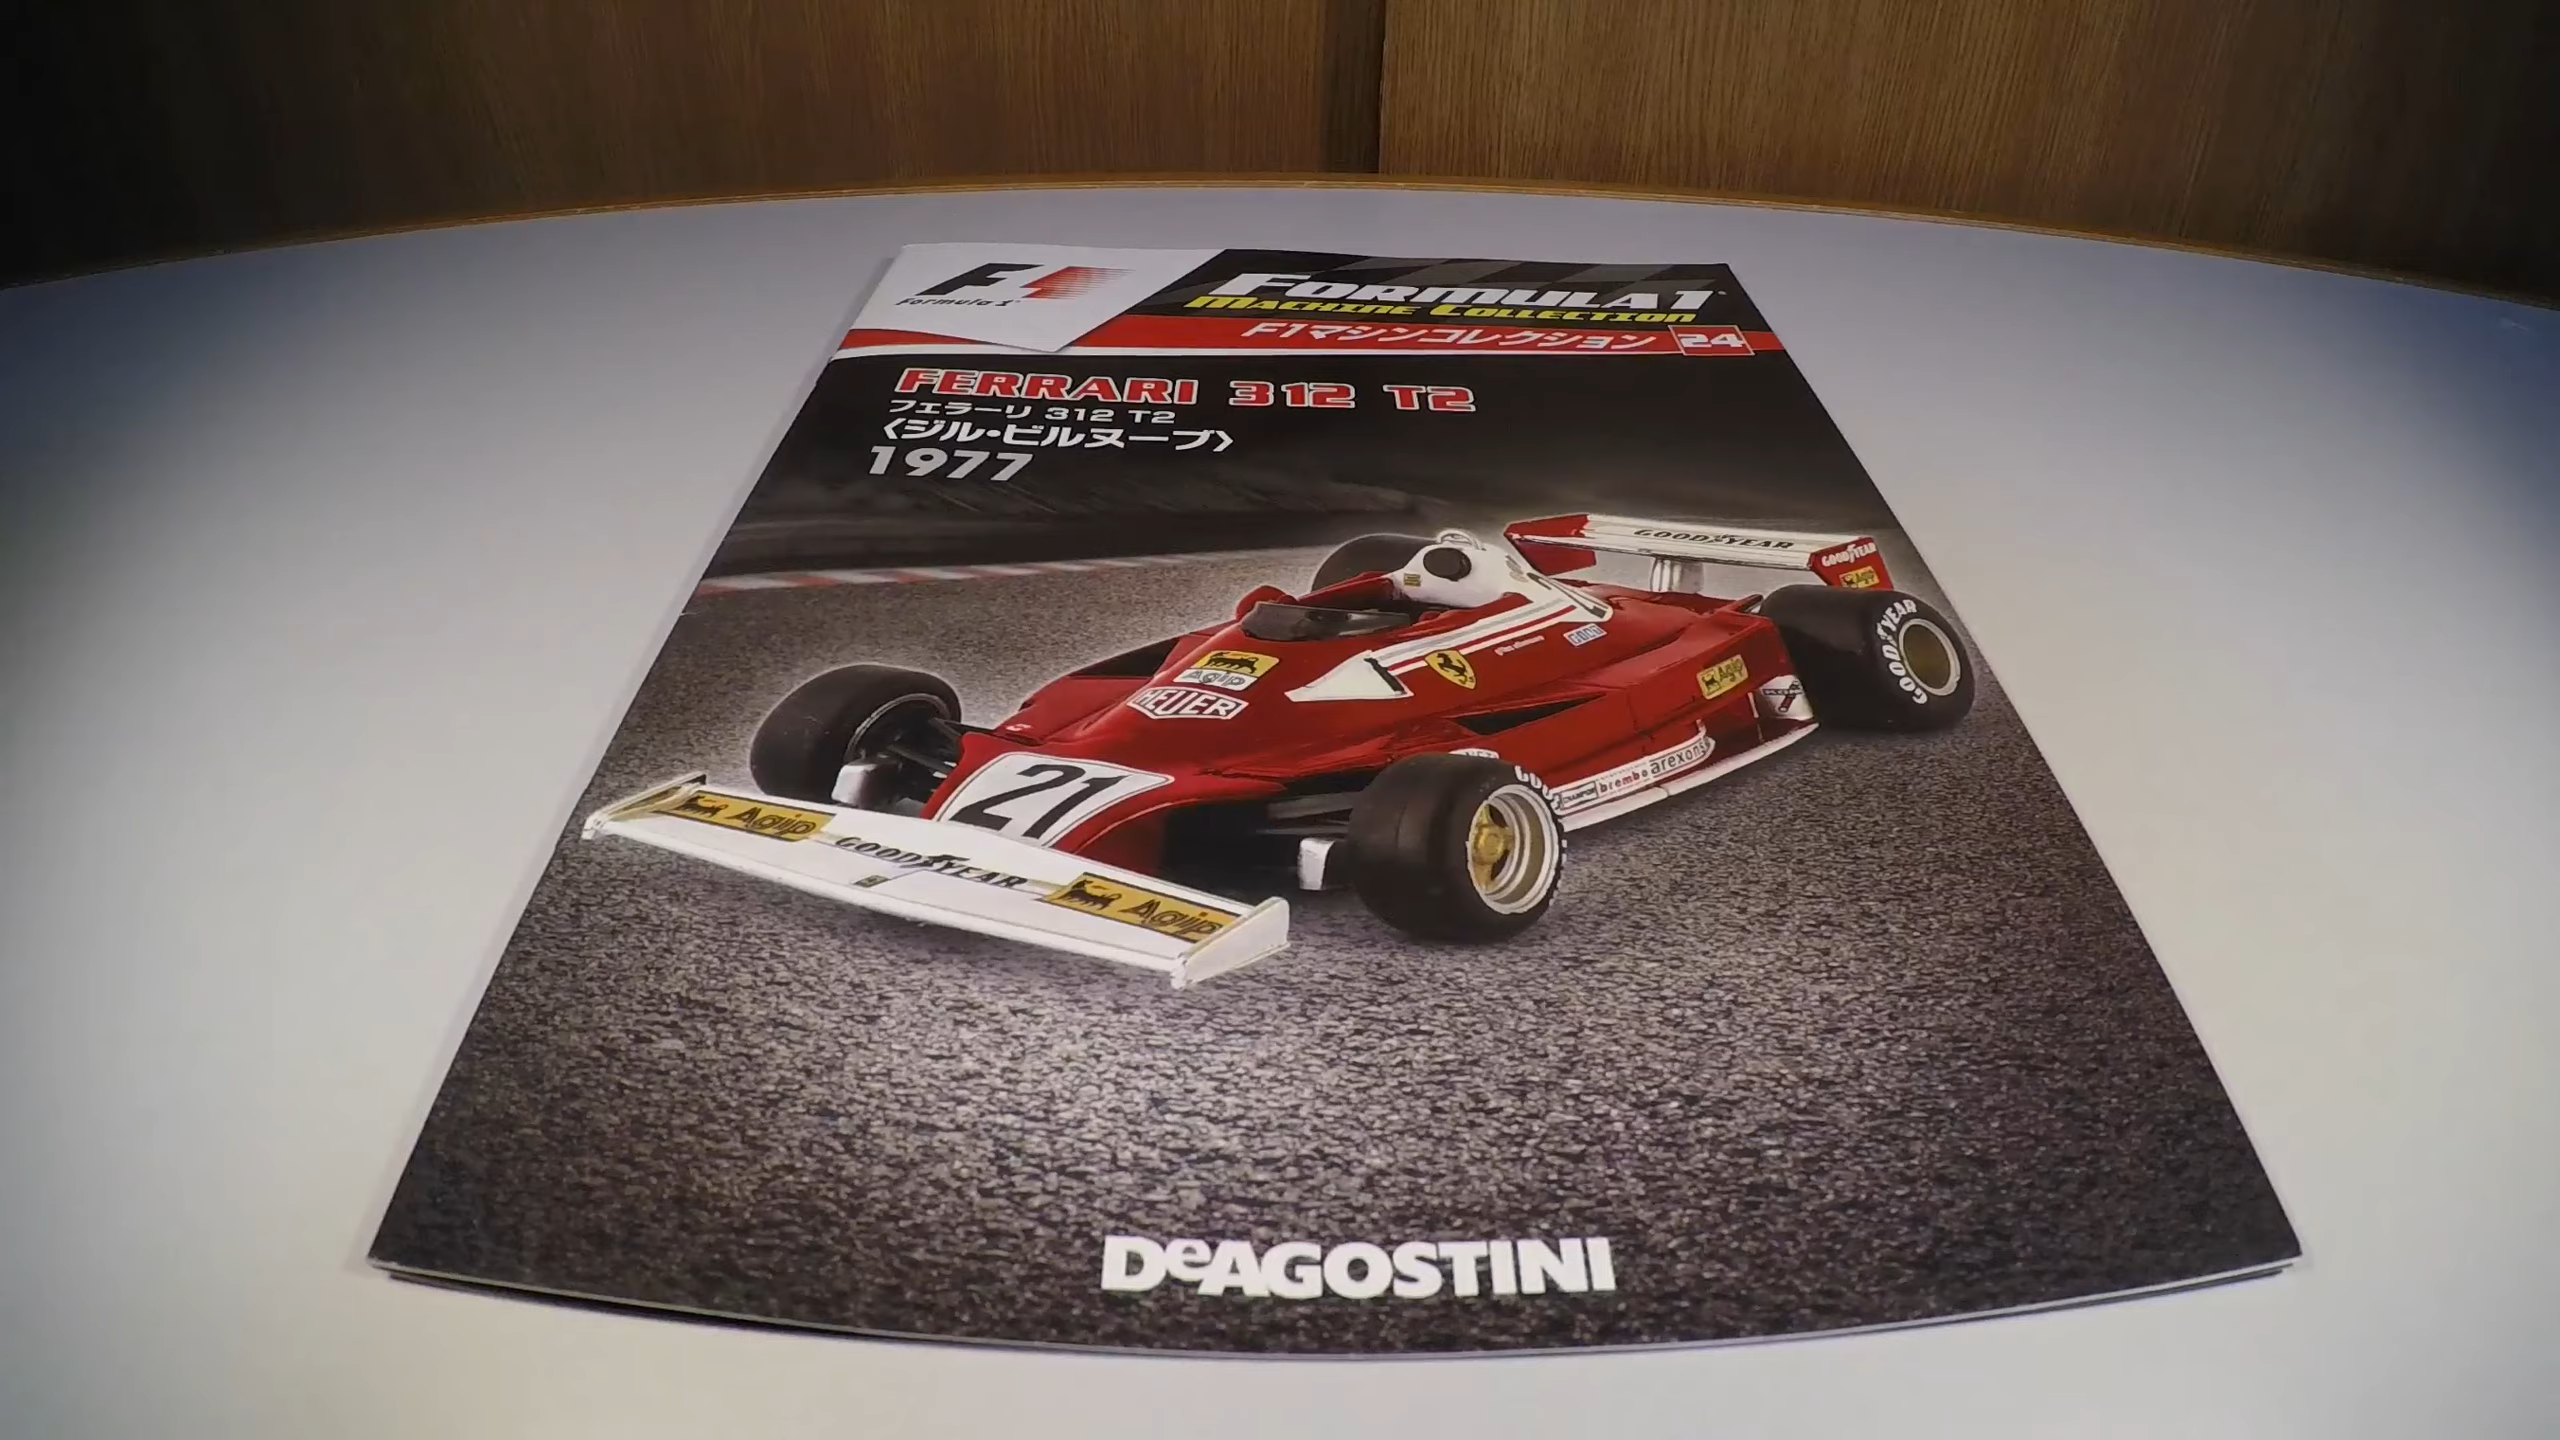 F1
Formula 1
FORMULA 1
MACHINE COLLECTION
F1マシンコレクション 24
FERRARI 312 T2
フェラーリ 312 T2
〈ジル・ビルヌーブ〉
1977
GOODYEAR
GOODYEAR
Agip
GOODYEAR
Agip
HEUER
Agip
brembo arexons
21
Agip GOODYEAR Agip
DeAGOSTINI